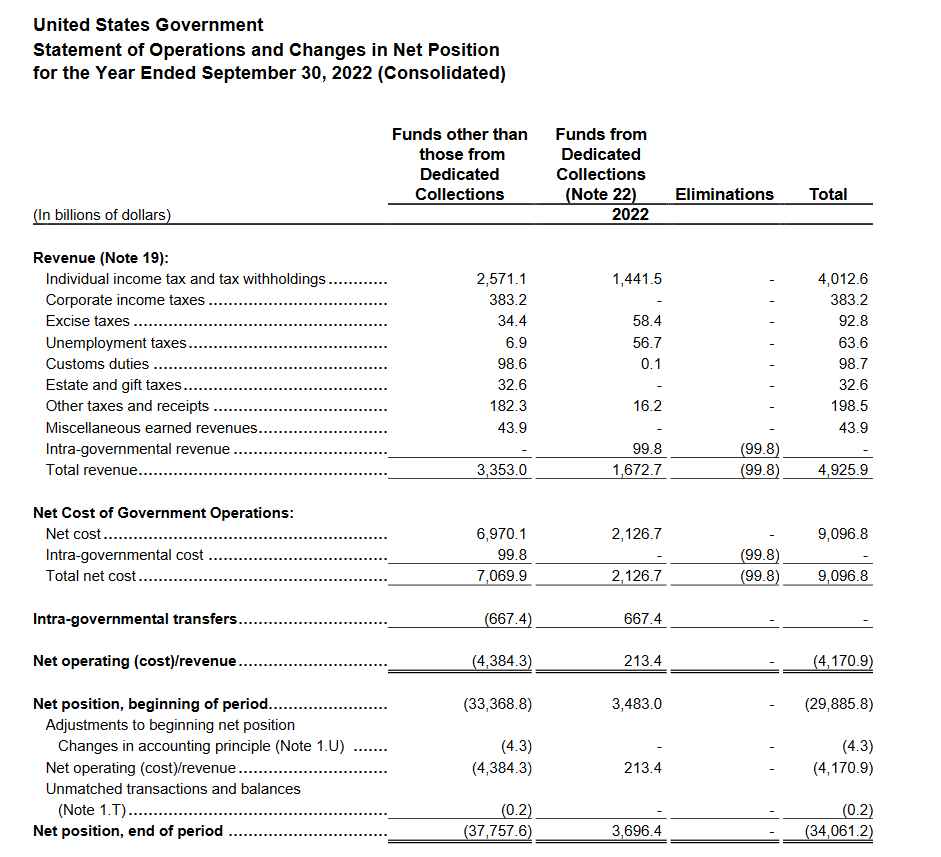 United States Government
Statement of Operations and Changes in Net Position
for the Year Ended September 30, 2022 (Consolidated)
Funds other than those from Dedicated Collections
Funds from Dedicated Collections (Note 22)
Eliminations
Total
(In billions of dollars) 2022
Revenue (Note 19):
Individual income tax and tax withholdings............ 2,571.1 1,441.5 - 4,012.6
Corporate income taxes ........................................ 383.2 - - 383.2
Excise taxes ......................................................... 34.4 58.4 - 92.8
Unemployment taxes............................................. 6.9 56.7 - 63.6
Customs duties ..................................................... 98.6 0.1 - 98.7
Estate and gift taxes.............................................. 32.6 - - 32.6
Other taxes and receipts ....................................... 182.3 16.2 - 198.5
Miscellaneous earned revenues............................. 43.9 - - 43.9
Intra-governmental revenue ................................... - 99.8 (99.8) -
Total revenue........................................................ 3,353.0 1,672.7 (99.8) 4,925.9
Net Cost of Government Operations:
Net cost................................................................ 6,970.1 2,126.7 - 9,096.8
Intra-governmental cost ........................................ 99.8 - (99.8) -
Total net cost........................................................ 7,069.9 2,126.7 (99.8) 9,096.8
Intra-governmental transfers.................................. (667.4) 667.4 - -
Net operating (cost)/revenue.................................. (4,384.3) 213.4 - (4,170.9)
Net position, beginning of period........................... (33,368.8) 3,483.0 - (29,885.8)
Adjustments to beginning net position
Changes in accounting principle (Note 1.U) ....... (4.3) - - (4.3)
Net operating (cost)/revenue.................................. (4,384.3) 213.4 - (4,170.9)
Unmatched transactions and balances
(Note 1.T).......................................................... (0.2) - - (0.2)
Net position, end of period .................................... (37,757.6) 3,696.4 - (34,061.2)